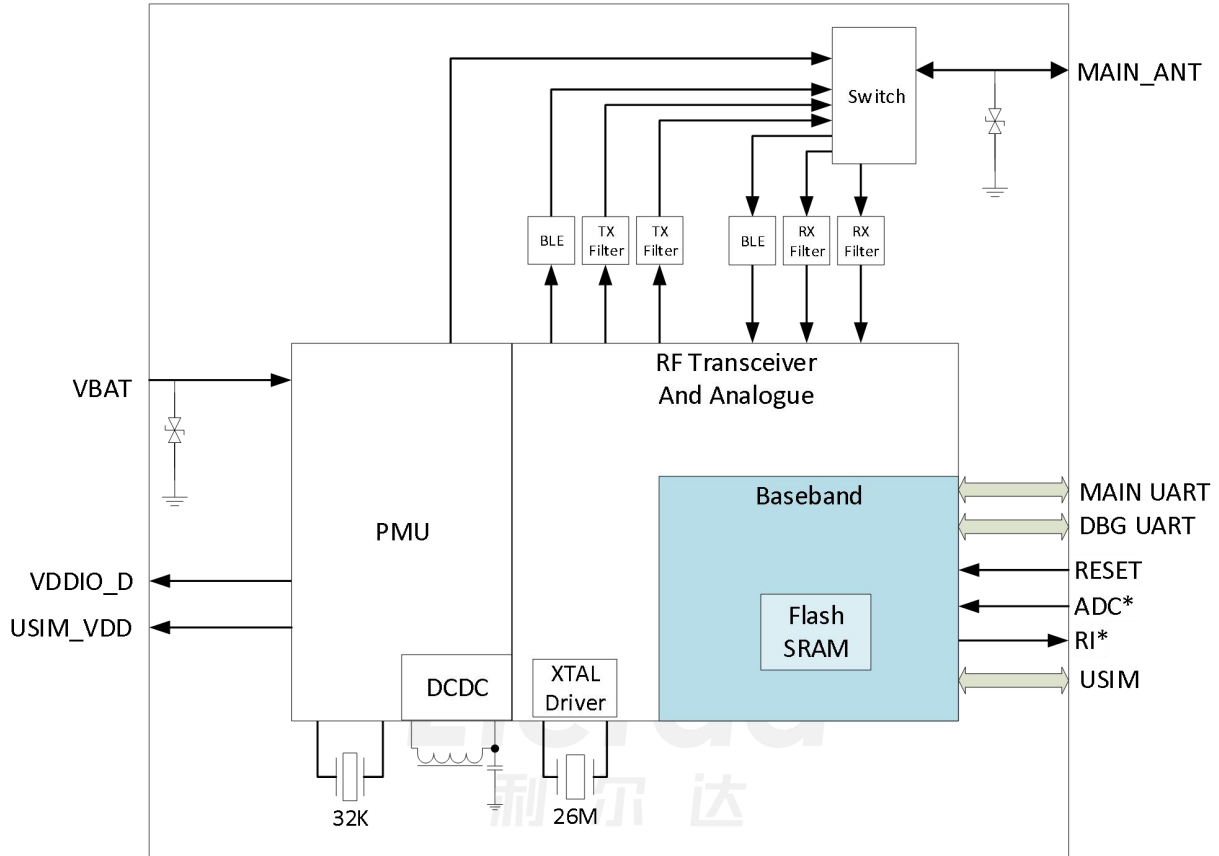 Switch
MAIN_ANT
BLE
TX
Filter
TX
Filter
BLE
RX
Filter
RX
Filter
RF Transceiver
And Analogue
VBAT
Baseband
MAIN UART
PMU
DBG UART
VDDIO_D
RESET
ADC*
Flash
SRAM
USIM_VDD
RI*
DCDC
XTAL
Driver
USIM
Lierda
利尔达
32K
26M